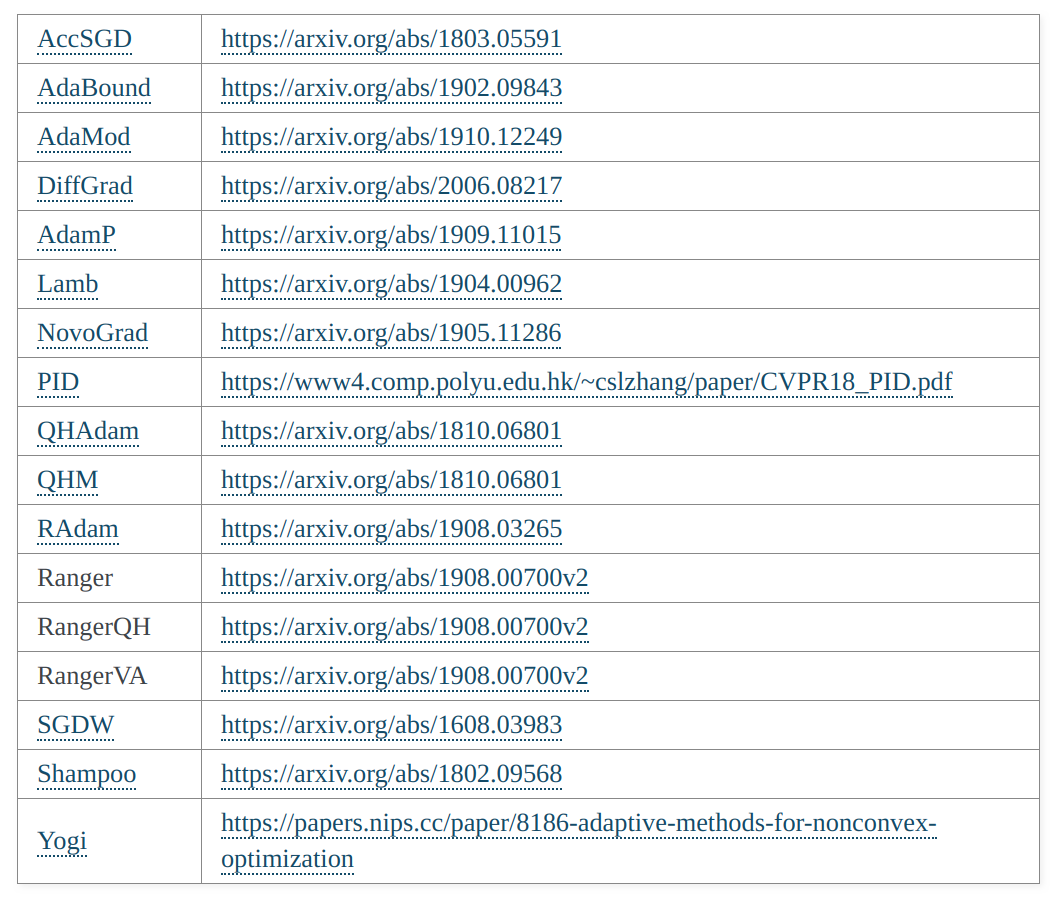 AccSGD https://arxiv.org/abs/1803.05591
AdaBound https://arxiv.org/abs/1902.09843
AdaMod https://arxiv.org/abs/1910.12249
DiffGrad https://arxiv.org/abs/2006.08217
AdamP https://arxiv.org/abs/1909.11015
Lamb https://arxiv.org/abs/1904.00962
NovoGrad https://arxiv.org/abs/1905.11286
PID https://www4.comp.polyu.edu.hk/~cslzhang/paper/CVPR18_PID.pdf
QHAdam https://arxiv.org/abs/1810.06801
QHM https://arxiv.org/abs/1810.06801
RAdam https://arxiv.org/abs/1908.03265
Ranger https://arxiv.org/abs/1908.00700v2
RangerQH https://arxiv.org/abs/1908.00700v2
RangerVA https://arxiv.org/abs/1908.00700v2
SGDW https://arxiv.org/abs/1608.03983
Shampoo https://arxiv.org/abs/1802.09568
Yogi https://papers.nips.cc/paper/8186-adaptive-methods-for-nonconvex-
optimization